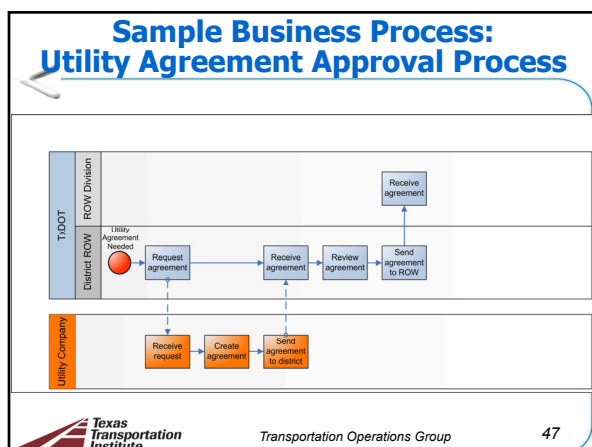 Sample Business Process:
Utility Agreement Approval Process
TxDOT
ROW Division
Receive
agreement
District ROW
Utility
Agreement
Needed
Request
agreement
Receive
agreement
Review
agreement
Send
agreement
to ROW
Utility Company
Receive
request
Create
agreement
Send
agreement
to district
Texas
Transportation
Institute
Transportation Operations Group
47